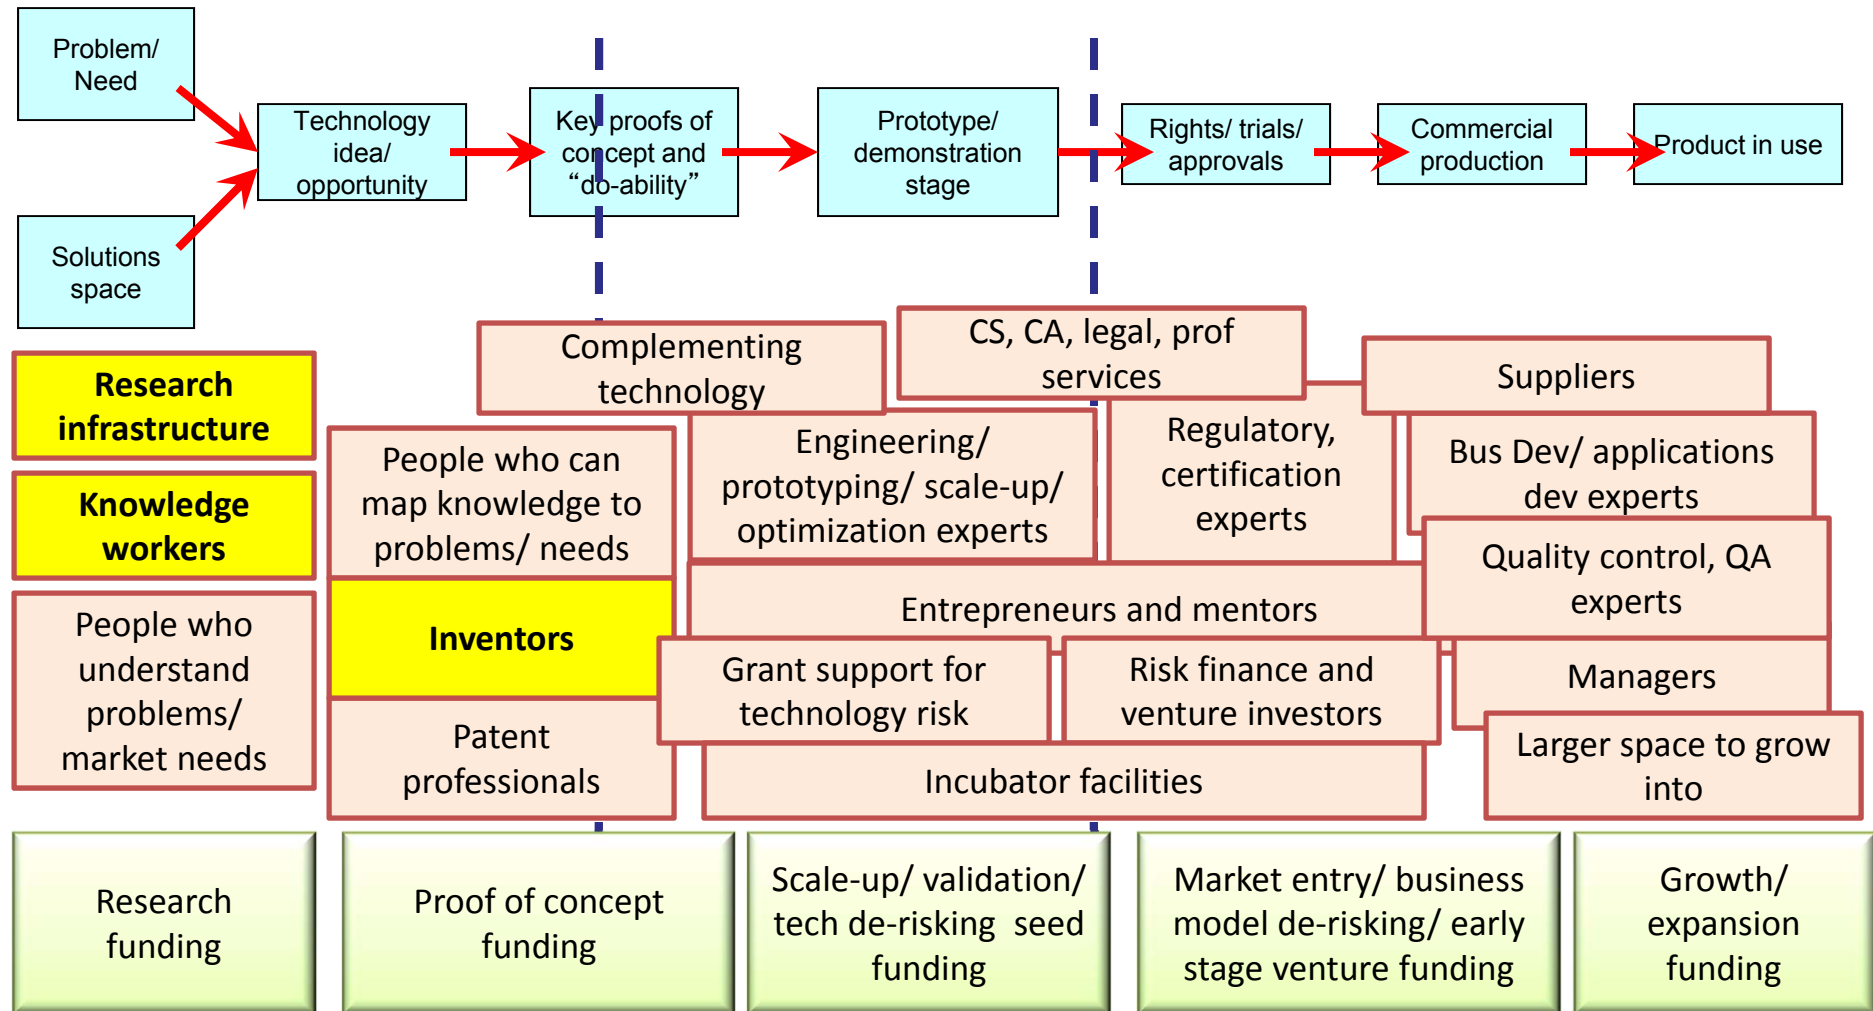 Problem/
Need
Solutions
space
Technology
idea/
opportunity
Key proofs of
concept and
“do-ability”
Prototype/
demonstration
stage
Rights/ trials/
approvals
Commercial
production
Product in use
Research
infrastructure
Knowledge
workers
People who
understand
problems/
market needs
People who can
map knowledge to
problems/ needs
Inventors
Patent
professionals
Complementing
technology
CS, CA, legal, prof
services
Engineering/
prototyping/ scale-up/
optimization experts
Regulatory,
certification
experts
Entrepreneurs and mentors
Grant support for
technology risk
Risk finance and
venture investors
Incubator facilities
Suppliers
Bus Dev/ applications
dev experts
Quality control, QA
experts
Managers
Larger space to grow
into
Research
funding
Proof of concept
funding
Scale-up/ validation/
tech de-risking  seed
funding
Market entry/ business
model de-risking/ early
stage venture funding
Growth/
expansion
funding